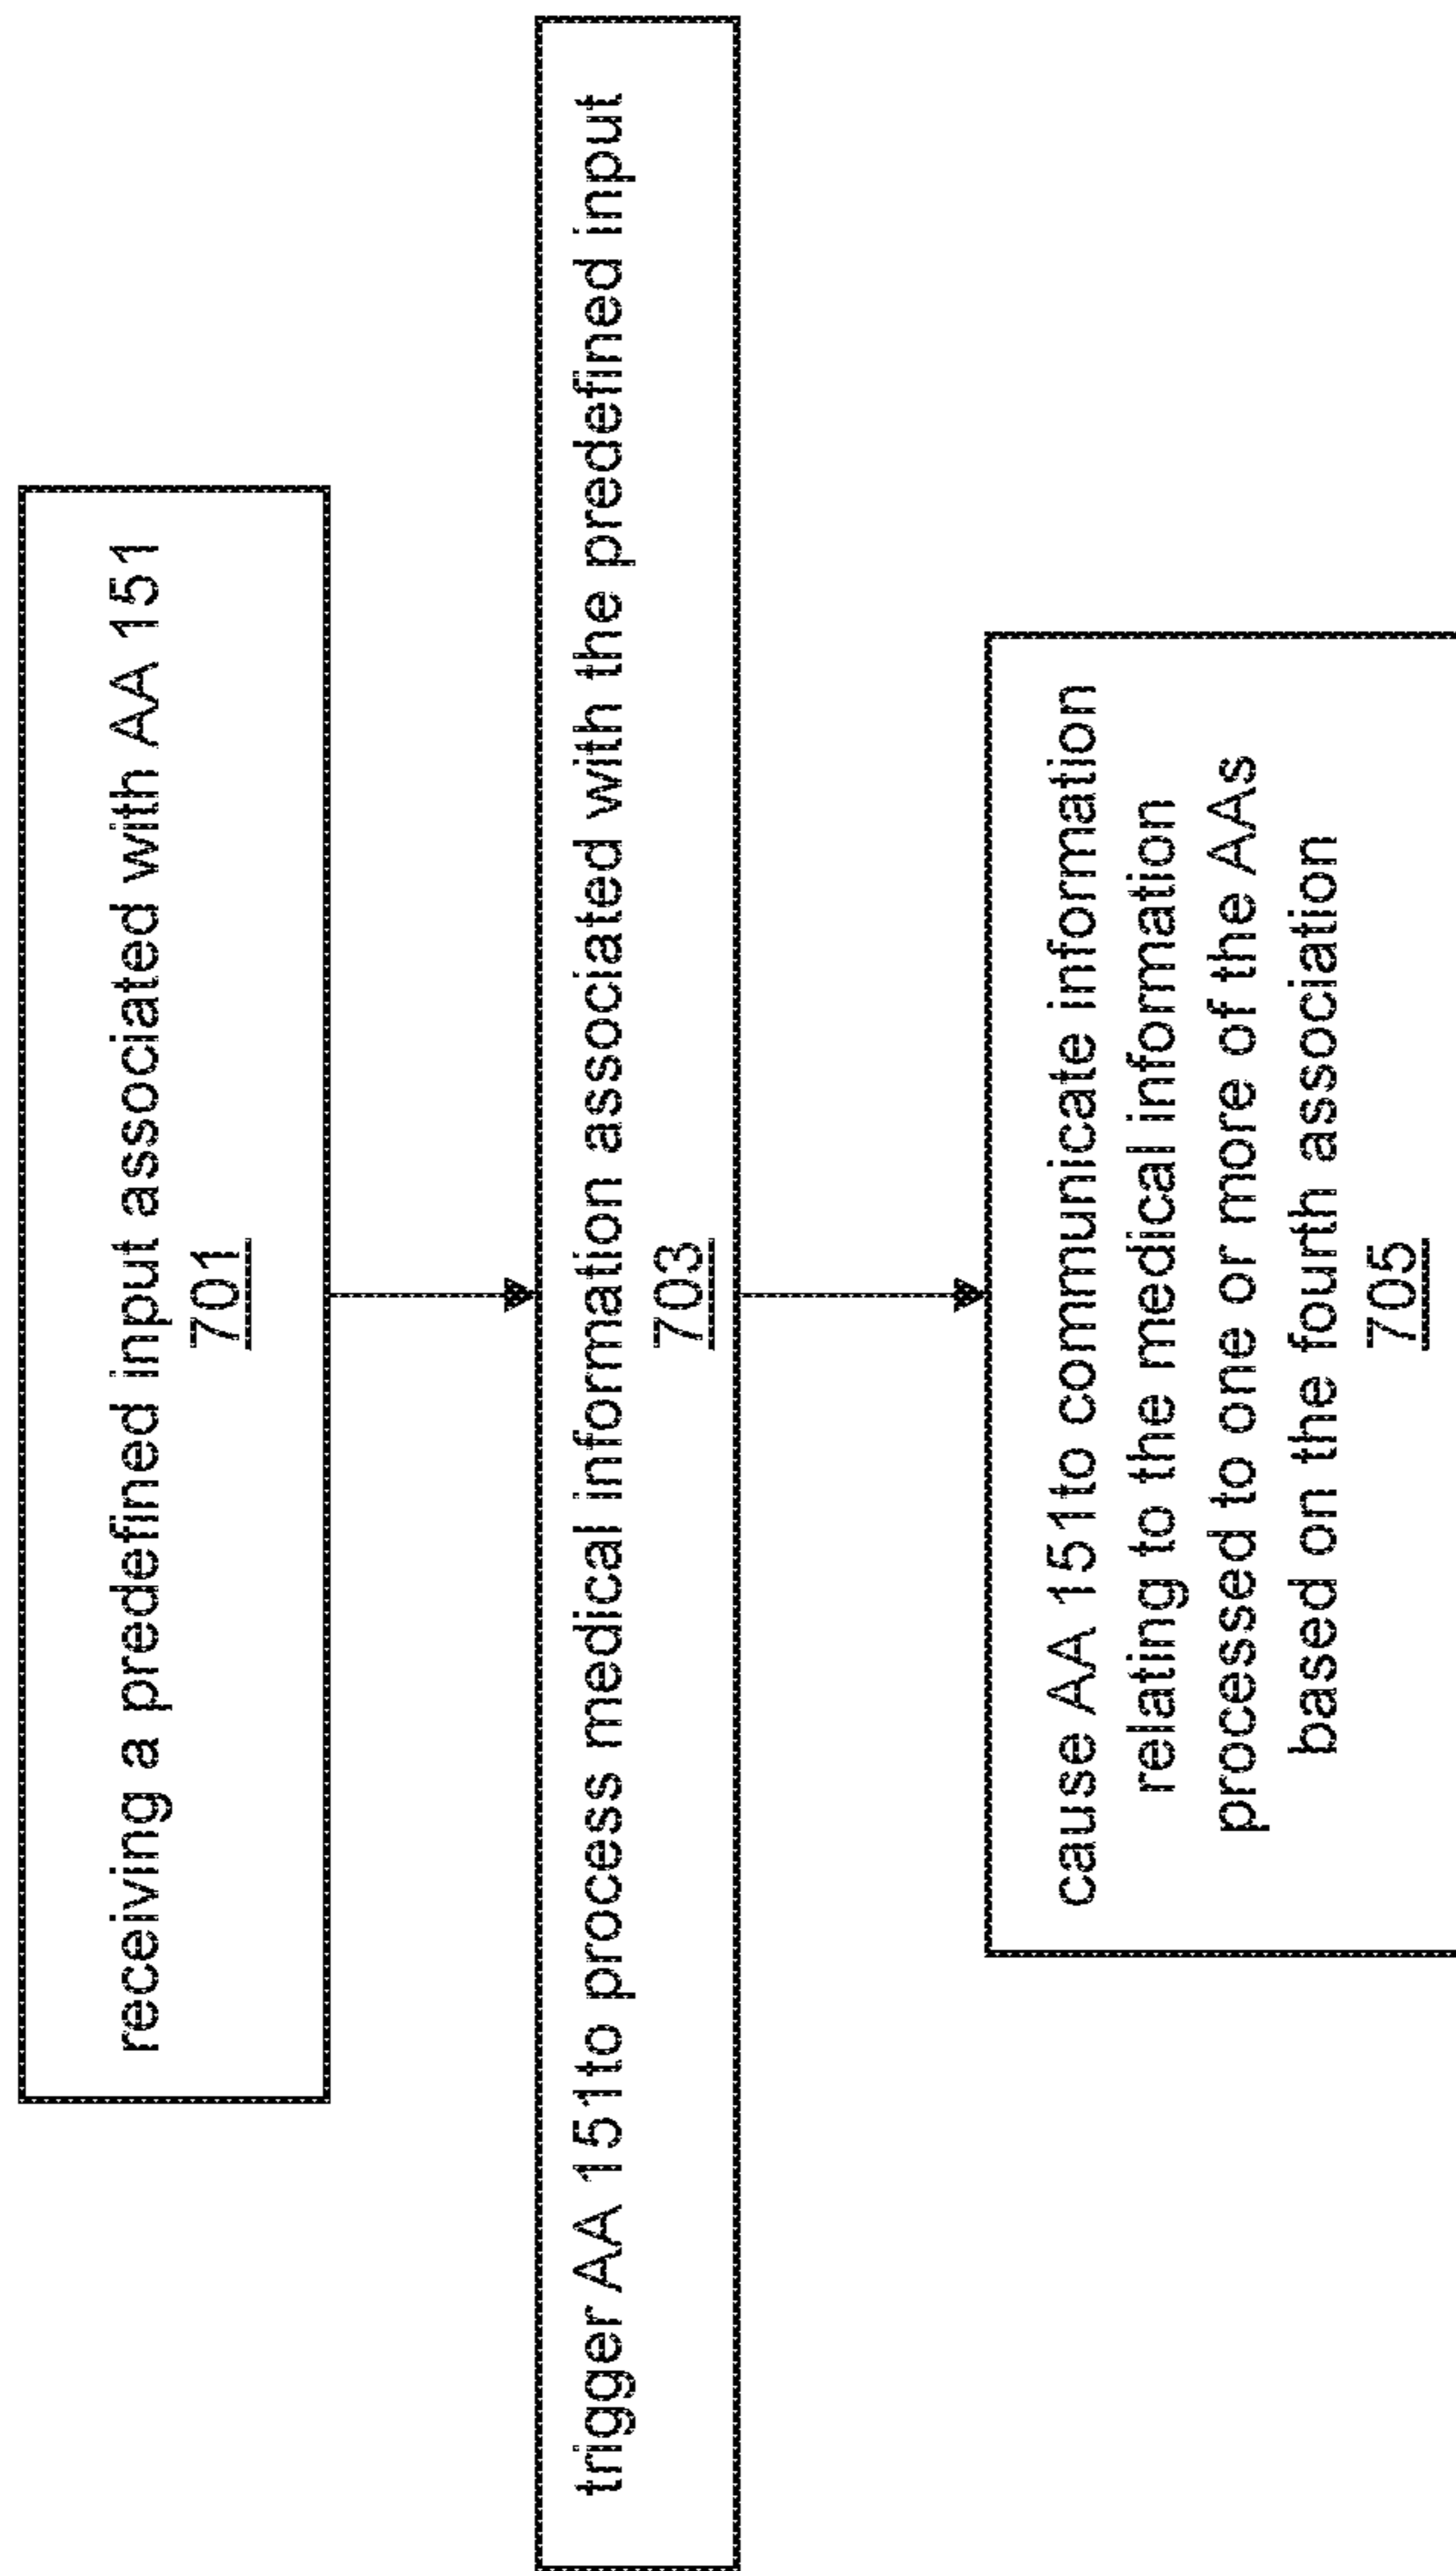 receiving a predefined input associated with AA 151
701
trigger AA 151to process medical information associated with the predefined input
703
cause AA 151to communicate information
relating to the medical information
processed to one or more of the AAs
based on the fourth association
705